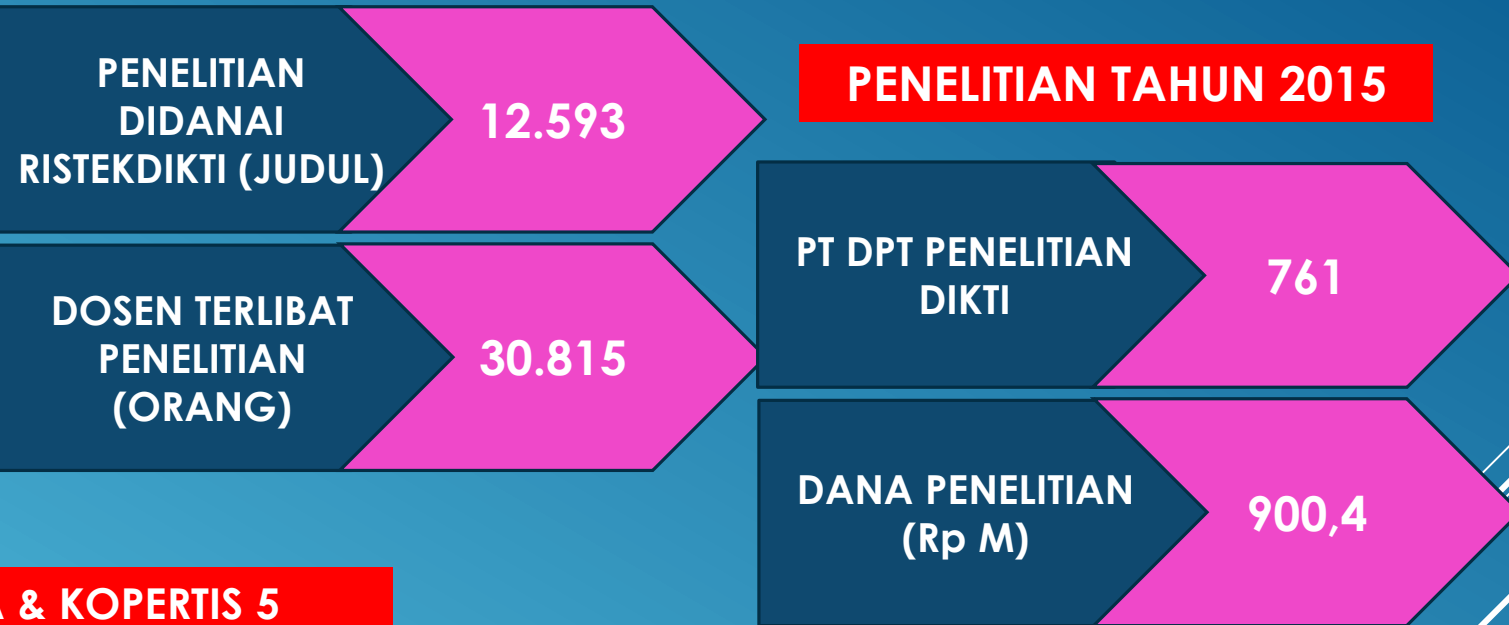 PENELITIAN
DIDANAI
RISTEKDIKTI (JUDUL)
12.593
PENELITIAN TAHUN 2015
DOSEN TERLIBAT
PENELITIAN
(ORANG)
30.815
PT DPT PENELITIAN
DIKTI
761
DANA PENELITIAN
(Rp M)
900,4
& KOPERTIS 5